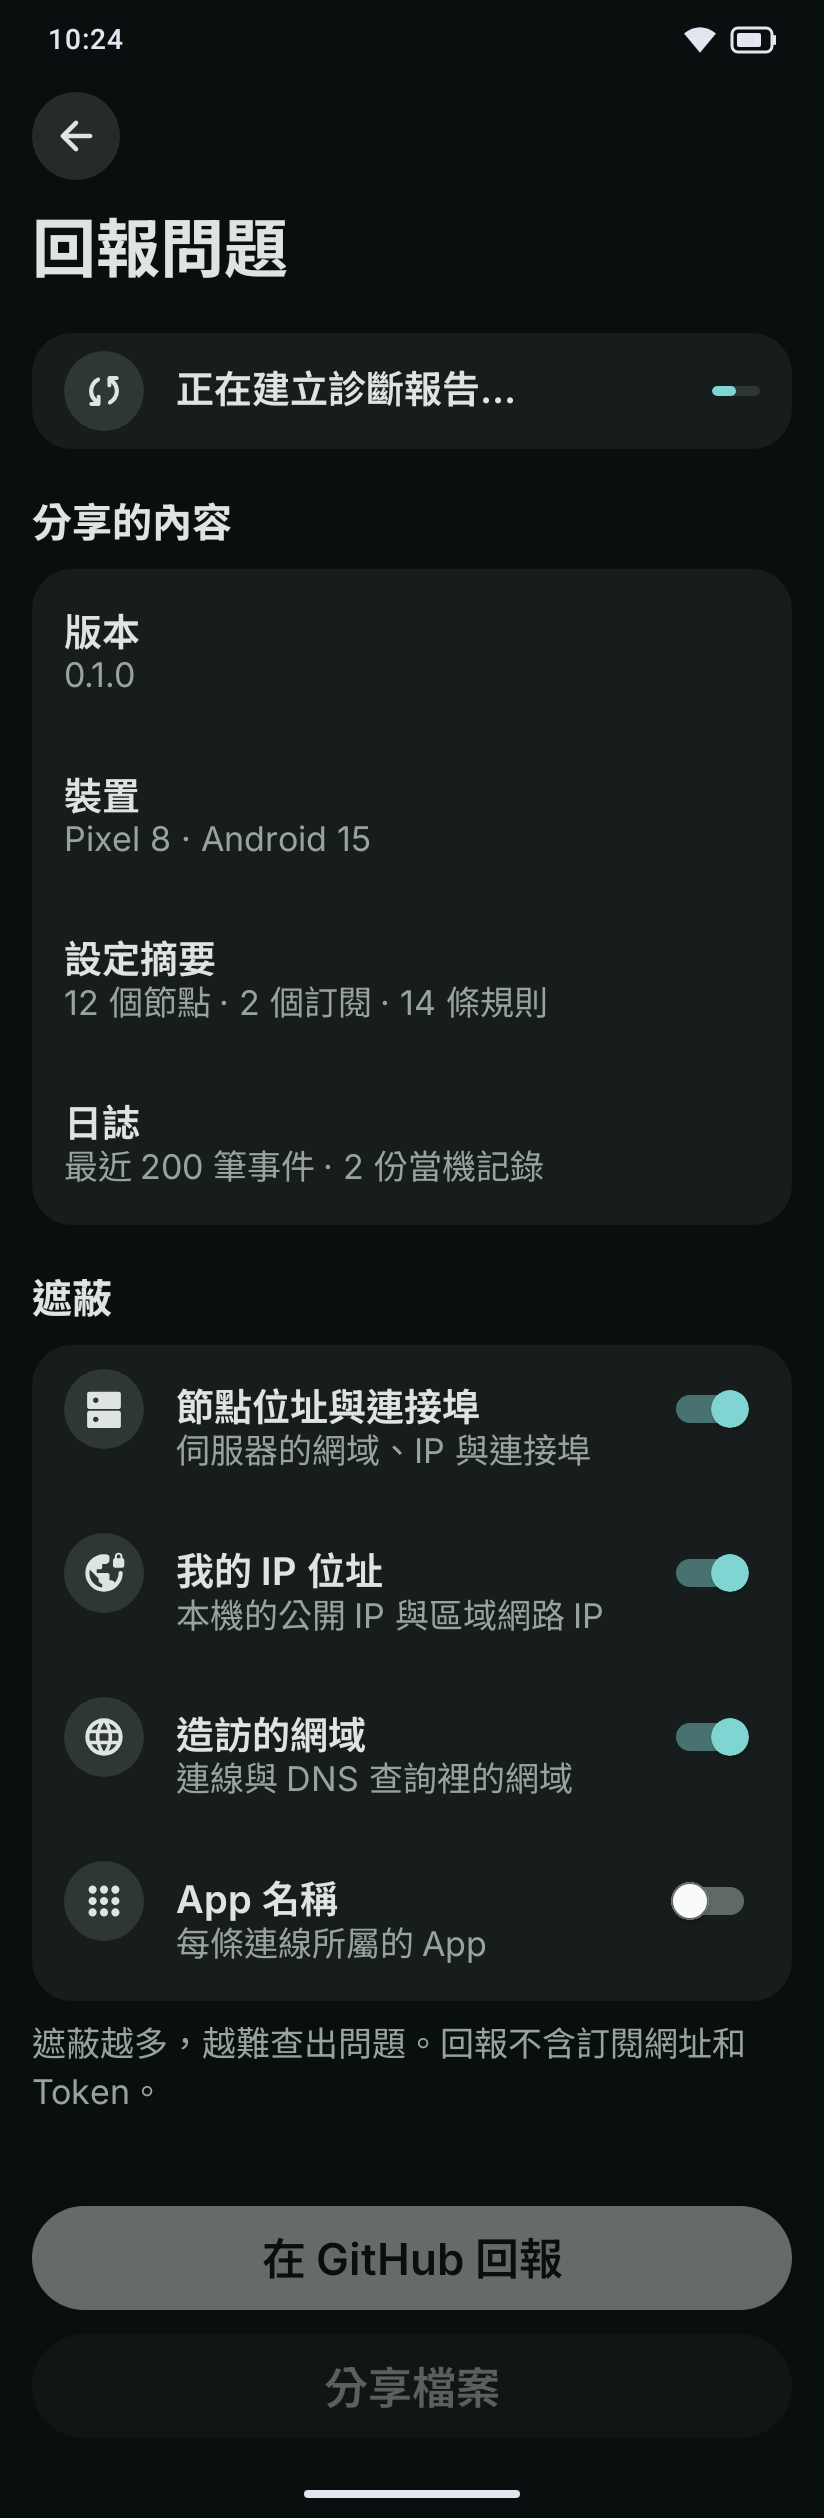 10:24
回報問題
正在建立診斷報告...
分享的內容
版本
0.1.0
裝置
Pixel 8 · Android 15
設定摘要
12 個節點 · 2 個訂閱 · 14 條規則
日誌
最近 200 筆事件 · 2 份當機記錄
遮蔽
節點位址與連接埠
伺服器的網域、IP 與連接埠
我的 IP 位址
本機的公開 IP 與區域網路 IP
造訪的網域
連線與 DNS 查詢裡的網域
App 名稱
每條連線所屬的 App
遮蔽越多，越難查出問題。回報不含訂閱網址和
Token。
在 GitHub 回報
分享檔案